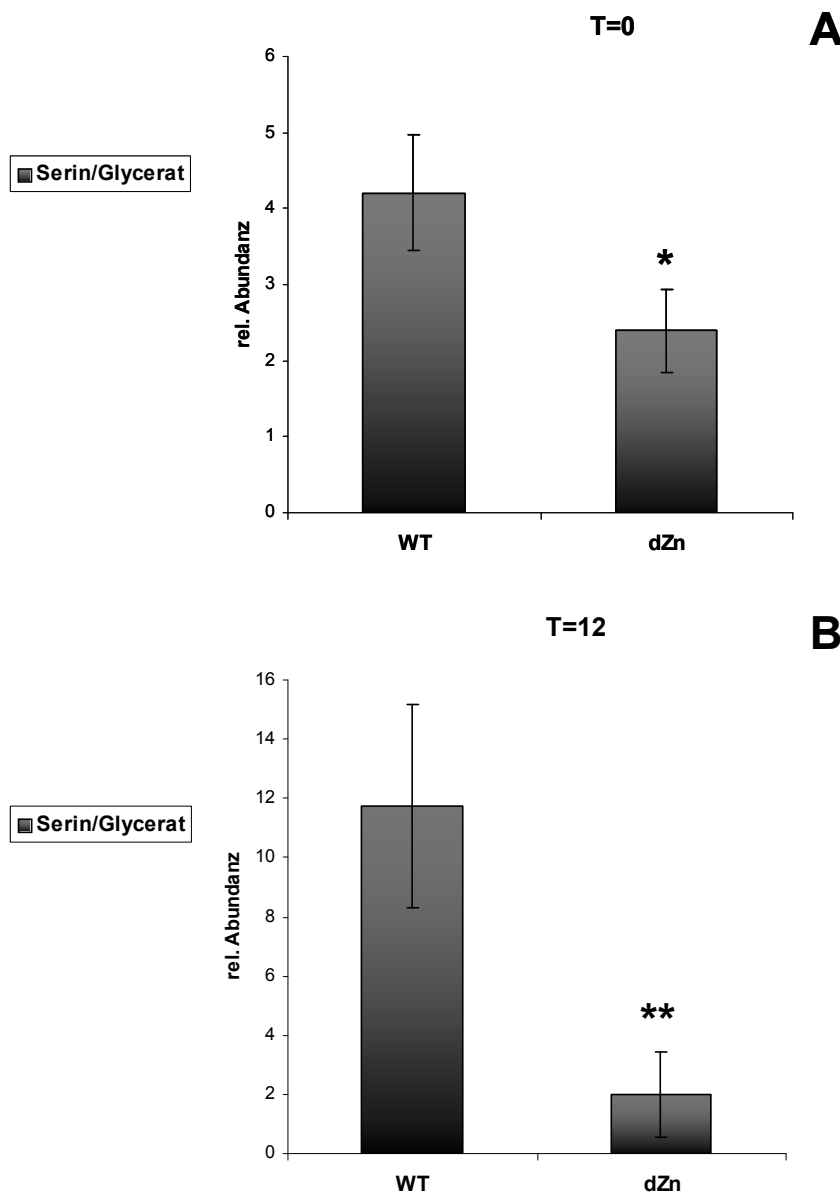 T=0
A
6
5
4
3
2
1
0
rel. Abundanz
Serin/Glycerat
*
WT dZn
T=12
B
16
14
12
10
8
6
4
2
0
rel. Abundanz
Serin/Glycerat
**
WT dZn